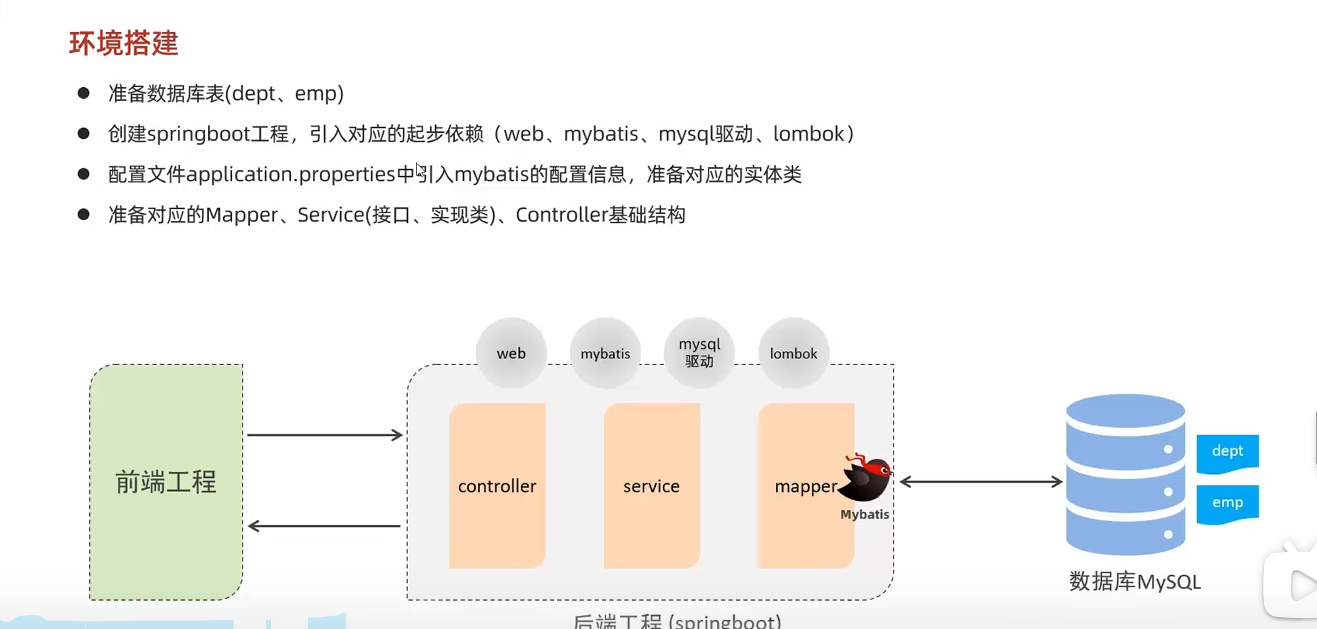 环境搭建
准备数据库表(dept、emp)
创建springboot工程，引入对应的起步依赖（web、mybatis、mysql驱动、lombok）
配置文件application.properties中引入mybatis的配置信息，准备对应的实体类
准备对应的Mapper、Service(接口、实现类)、Controller基础结构
web
mybatis
mysql
驱动
lombok
前端工程
controller
service
mapper
Mybatis
dept
emp
数据库MySQL
后端工程 (springboot)